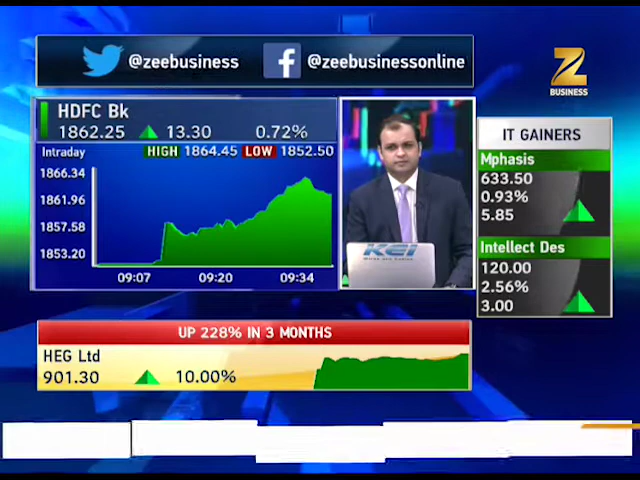 @zeebusiness
@zeebusinessonline
Z
BUSINESS
HDFC Bk
1862.25 13.30 0.72%
Intraday HIGH 1864.45 LOW 1852.50
1866.34
1861.96
1857.58
1853.20
09:07 09:20 09:34
KEI
IT GAINERS
Mphasis
633.50
0.93%
5.85
Intellect Des
120.00
2.56%
3.00
UP 228% IN 3 MONTHS
HEG Ltd
901.30 10.00%